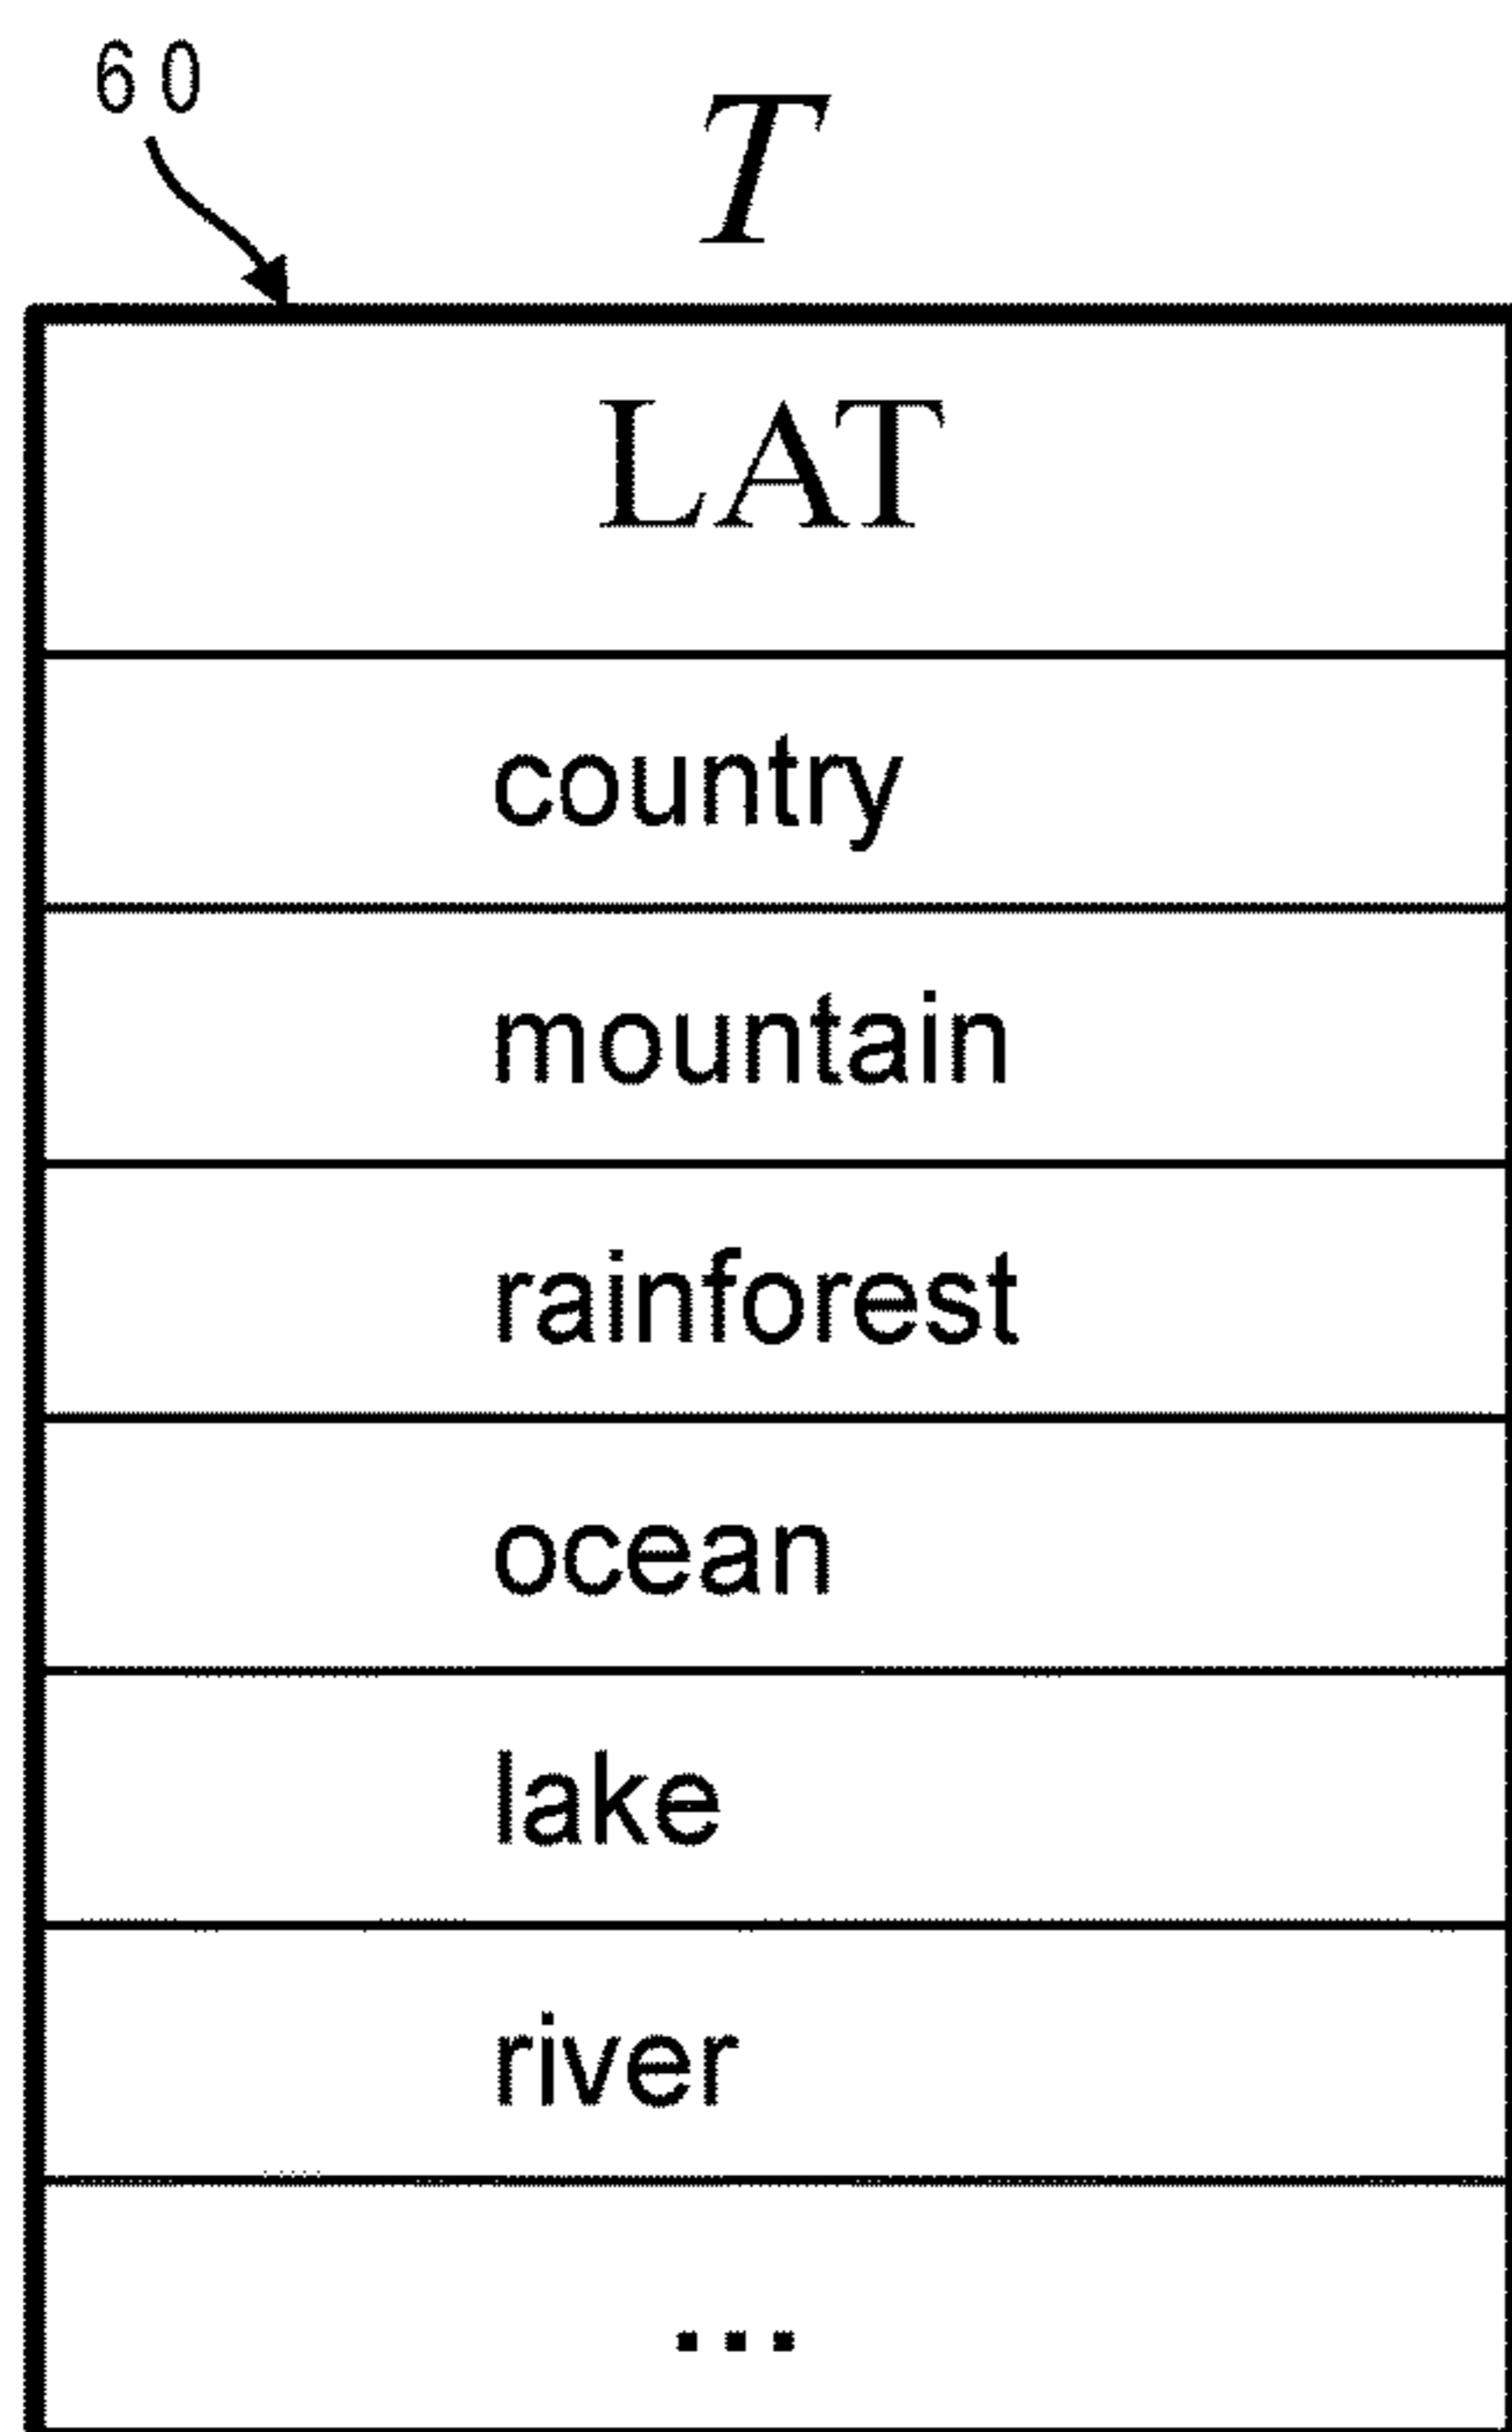 60
T
LAT
country
mountain
rainforest
ocean
lake
river
...